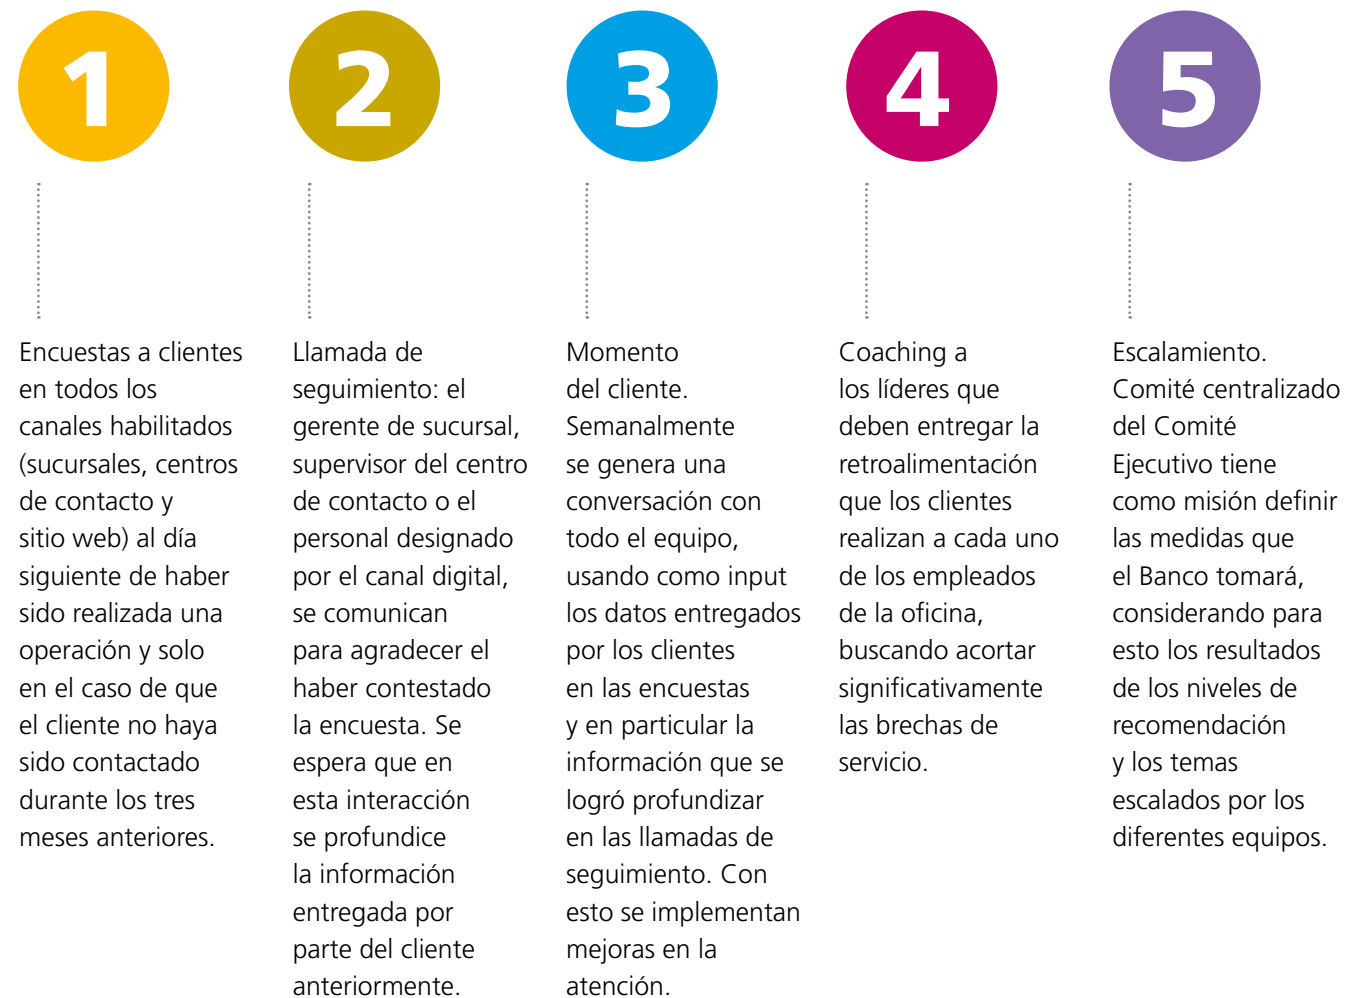 1
Encuestas a clientes
en todos los
canales habilitados
(sucursales, centros
de contacto y
sitio web) al día
siguiente de haber
sido realizada una
operación y solo
en el caso de que
el cliente no haya
sido contactado
durante los tres
meses anteriores.
2
Llamada de
seguimiento: el
gerente de sucursal,
supervisor del centro
de contacto o el
personal designado
por el canal digital,
se comunican
para agradecer el
haber contestado
la encuesta. Se
espera que en
esta interacción
se profundice
la información
entregada por
parte del cliente
anteriormente.
3
Momento
del cliente.
Semanalmente
se genera una
conversación con
todo el equipo,
usando como input
los datos entregados
por los clientes
en las encuestas
y en particular la
información que se
logró profundizar
en las llamadas de
seguimiento. Con
esto se implementan
mejoras en la
atención.
4
Coaching a
los líderes que
deben entregar la
retroalimentación
que los clientes
realizan a cada uno
de los empleados
de la oficina,
buscando acortar
significativamente
las brechas de
servicio.
5
Escalamiento.
Comité centralizado
del Comité
Ejecutivo tiene
como misión definir
las medidas que
el Banco tomará,
considerando para
esto los resultados
de los niveles de
recomendación
y los temas
escalados por los
diferentes equipos.